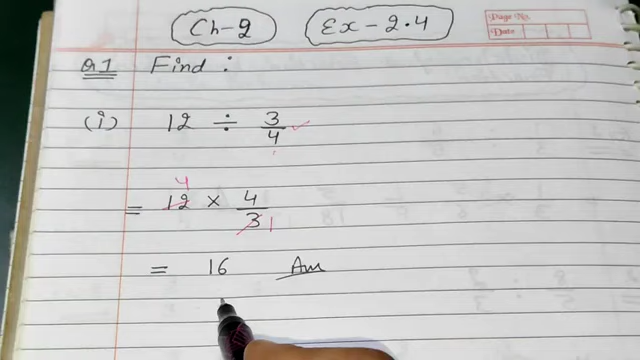 Ch-2 Ex-2.4
Page No.
Date
Q1 Find :
(i) 12 ÷ 3/4
4
= 12 × 4/3 1
= 16 Ans